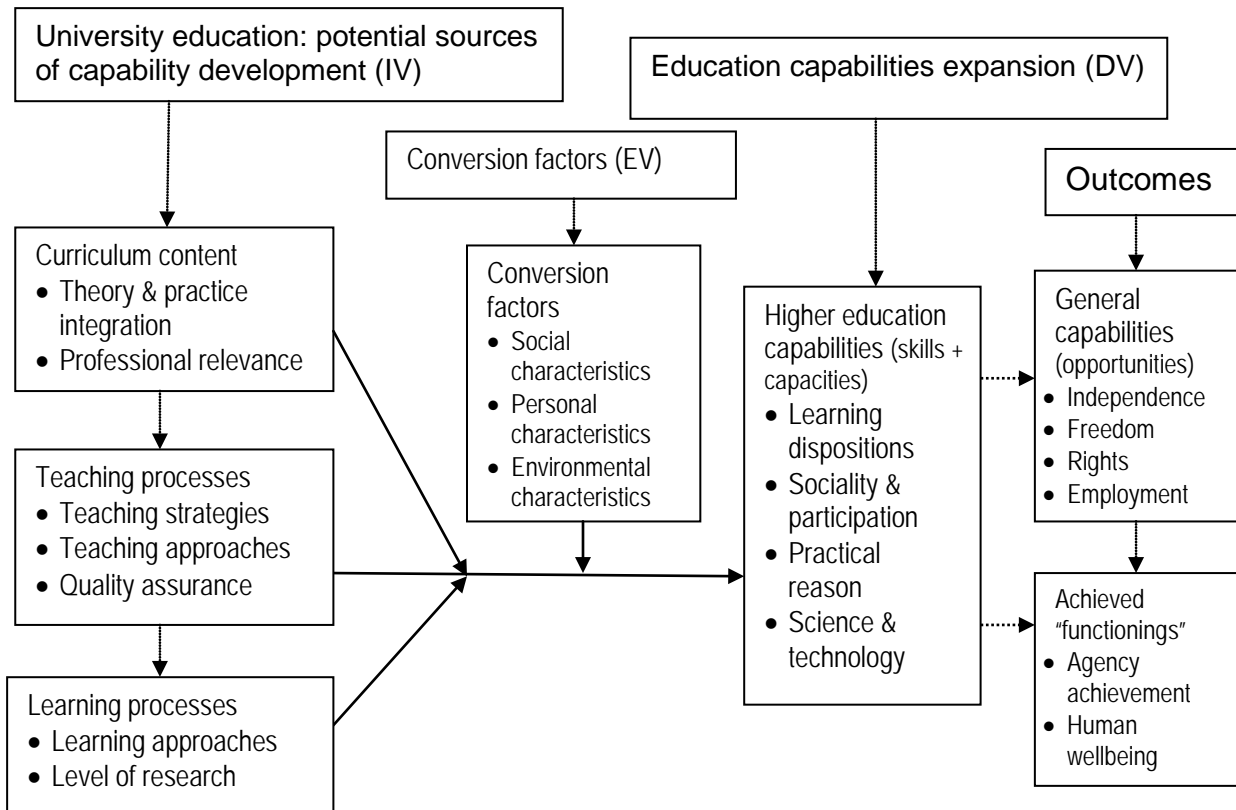 University education: potential sources
of capability development (IV)
Education capabilities expansion (DV)
Conversion factors (EV)
Outcomes
Curriculum content
• Theory & practice
integration
• Professional relevance
Teaching processes
• Teaching strategies
• Teaching approaches
• Quality assurance
Learning processes
• Learning approaches
• Level of research
Conversion
factors
• Social
characteristics
• Personal
characteristics
• Environmental
characteristics
Higher education
capabilities (skills +
capacities)
• Learning
dispositions
• Sociality &
participation
• Practical
reason
• Science &
technology
General
capabilities
(opportunities)
• Independence
• Freedom
• Rights
• Employment
Achieved
“functionings”
• Agency
achievement
• Human
wellbeing